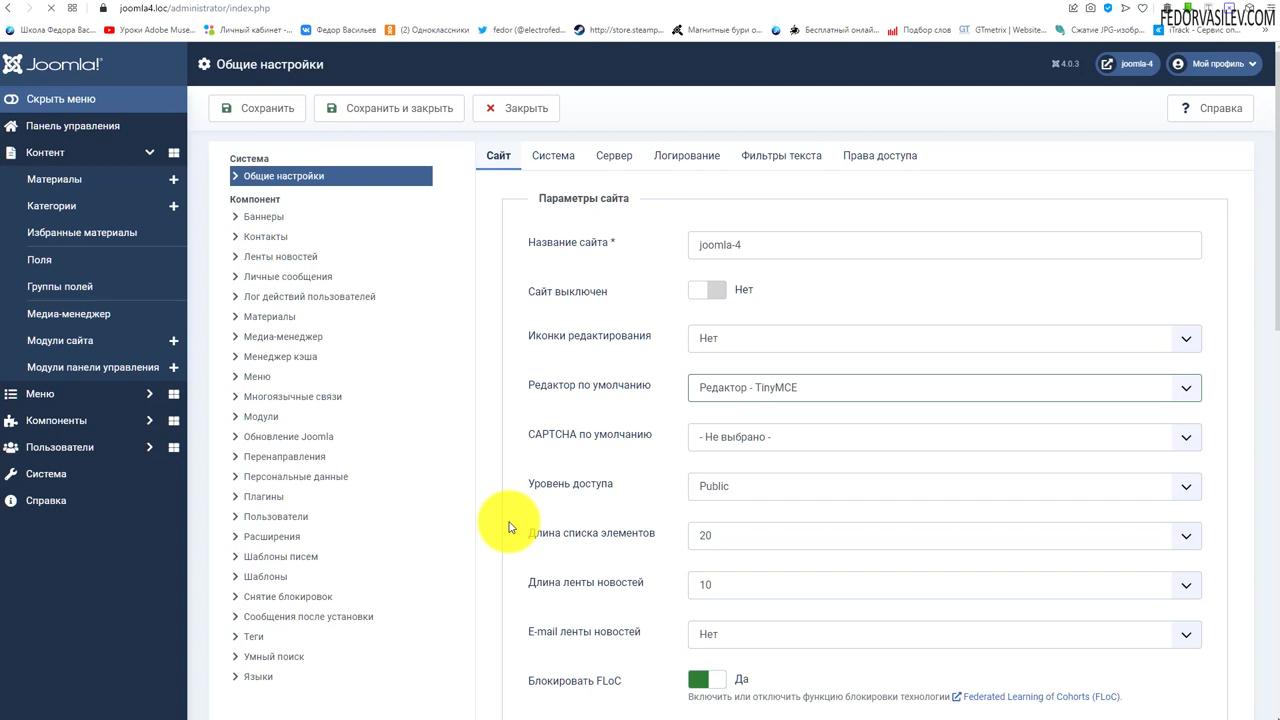 joomla4.loc/administrator/index.php
FEDORVASILEV.COM
Школа Федора Вас...
Уроки Adobe Muse...
Личный кабинет -...
Федор Васильев
(2) Одноклассники
fedor (@electrofed...
http://store.steamp...
Магнитные бури о...
Бесплатный онлай...
Подбор слов
GTmetrix | Website...
Сжатие JPG-изобр...
iTrack - Сервис оп...
Joomla!
Общие настройки
4.0.3
joomla-4
Мой профиль
Скрыть меню
Сохранить
Сохранить и закрыть
Закрыть
Справка
Панель управления
Контент
Материалы
Категории
Избранные материалы
Поля
Группы полей
Медиа-менеджер
Модули сайта
Модули панели управления
Меню
Компоненты
Пользователи
Система
Справка
Система
Общие настройки
Компонент
Баннеры
Контакты
Ленты новостей
Личные сообщения
Лог действий пользователей
Материалы
Медиа-менеджер
Менеджер кэша
Меню
Многоязычные связи
Модули
Обновление Joomla
Перенаправления
Персональные данные
Плагины
Пользователи
Расширения
Шаблоны писем
Шаблоны
Снятие блокировок
Сообщения после установки
Теги
Умный поиск
Языки
Сайт
Система
Сервер
Логирование
Фильтры текста
Права доступа
Параметры сайта
Название сайта *
joomla-4
Сайт выключен
Нет
Иконки редактирования
Нет
Редактор по умолчанию
Редактор - TinyMCE
CAPTCHA по умолчанию
- Не выбрано -
Уровень доступа
Public
Длина списка элементов
20
Длина ленты новостей
10
E-mail ленты новостей
Нет
Блокировать FLoC
Да
Включить или отключить функцию блокировки технологии Federated Learning of Cohorts (FLoC).